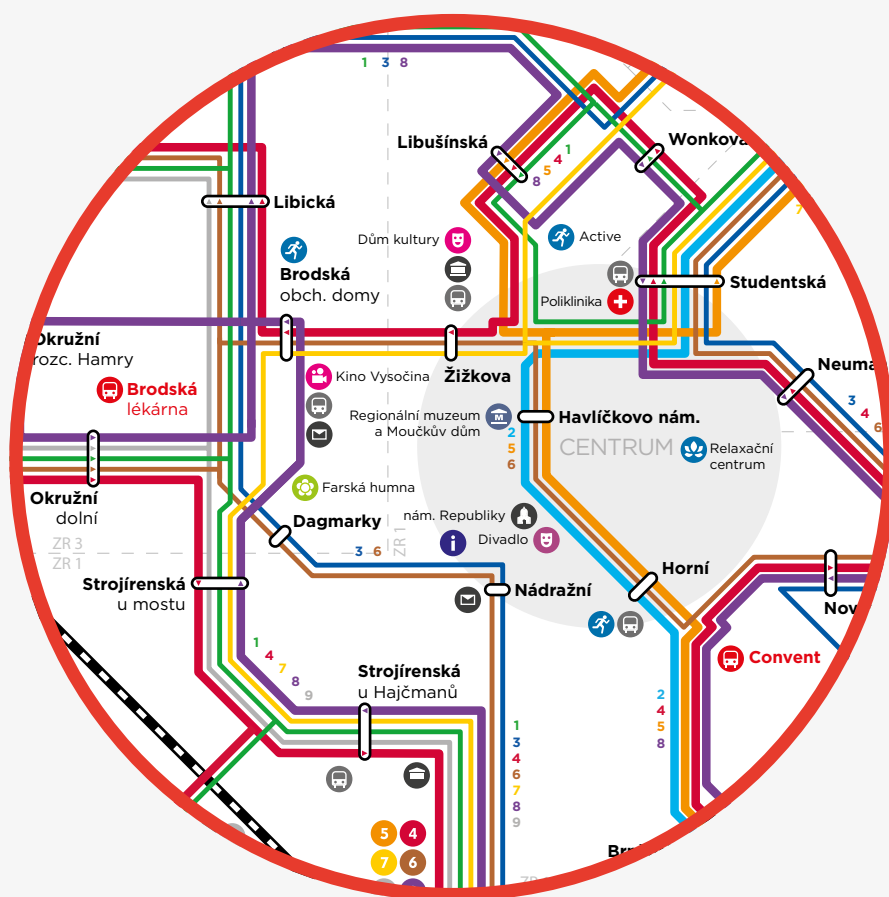 1 3 8
Libušínská
Wonkova
8 5 4 1
7
Libická
Dům kultury
Active
Brodská
obch. domy
Studentská
Poliklinika
Okružní
rozc. Hamry
Žižkova
Neuma
Brodská
lékárna
Kino Vysočina
Regionální muzeum
a Moučkův dům
Havlíčkovo nám.
CENTRUM
2
5
6
Relaxační
centrum
3
4
6
Farská humna
Okružní
dolní
nám. Republiky
Divadlo
Dagmarky
ZR 3
ZR 1
ZR 1
3 6
Strojírenská
u mostu
Nádražní
Horní
Nov
1
4
7
8
9
Convent
Strojírenská
u Hajčmanů
2
4
5
8
1
3
4
6
7
8
9
5 4
7 6